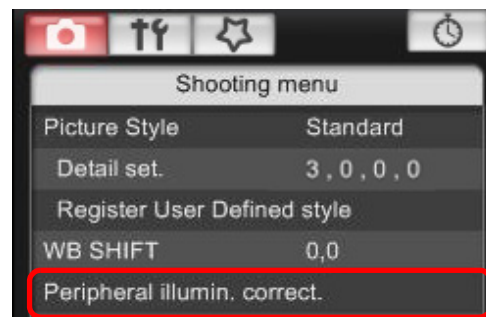 Shooting menu
Picture Style Standard
Detail set. 3 , 0 , 0 , 0
Register User Defined style
WB SHIFT 0,0
Peripheral illumin. correct.